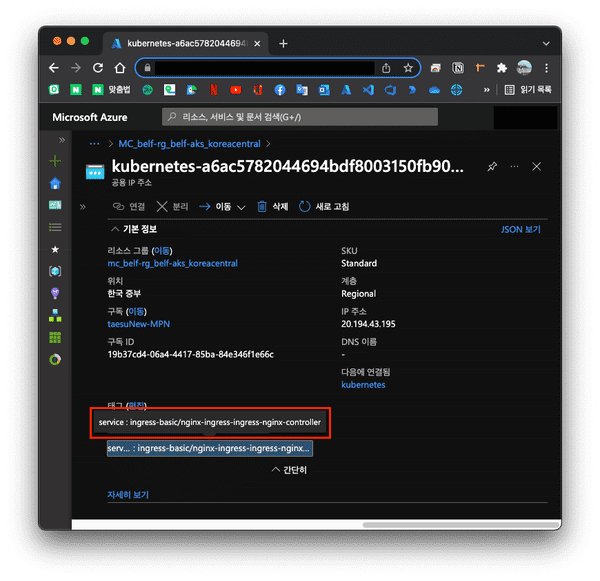 kubernetes-a6ac5782044694b
맞춤법
읽기 목록
Microsoft Azure
리소스, 서비스 및 문서 검색(G+/)
MC_belf-rg_belf-aks_koreacentral
kubernetes-a6ac5782044694bdf8003150fb90...
공용 IP 주소
연결 분리 이동 삭제 새로 고침
기본 정보
JSON 보기
리소스 그룹 (이동)
mc_belf-rg_belf-aks_koreacentral
위치
한국 중부
구독 (이동)
taesuNew-MPN
구독 ID
19b37cd4-06a4-4417-85ba-84e346f1e66c
SKU
Standard
계층
Regional
IP 주소
20.194.43.195
DNS 이름
-
다음에 연결됨
kubernetes
태그 (편집)
service : ingress-basic/nginx-ingress-ingress-nginx-controller
serv... : ingress-basic/nginx-ingress-ingress-nginx...
간단히
자세히 보기